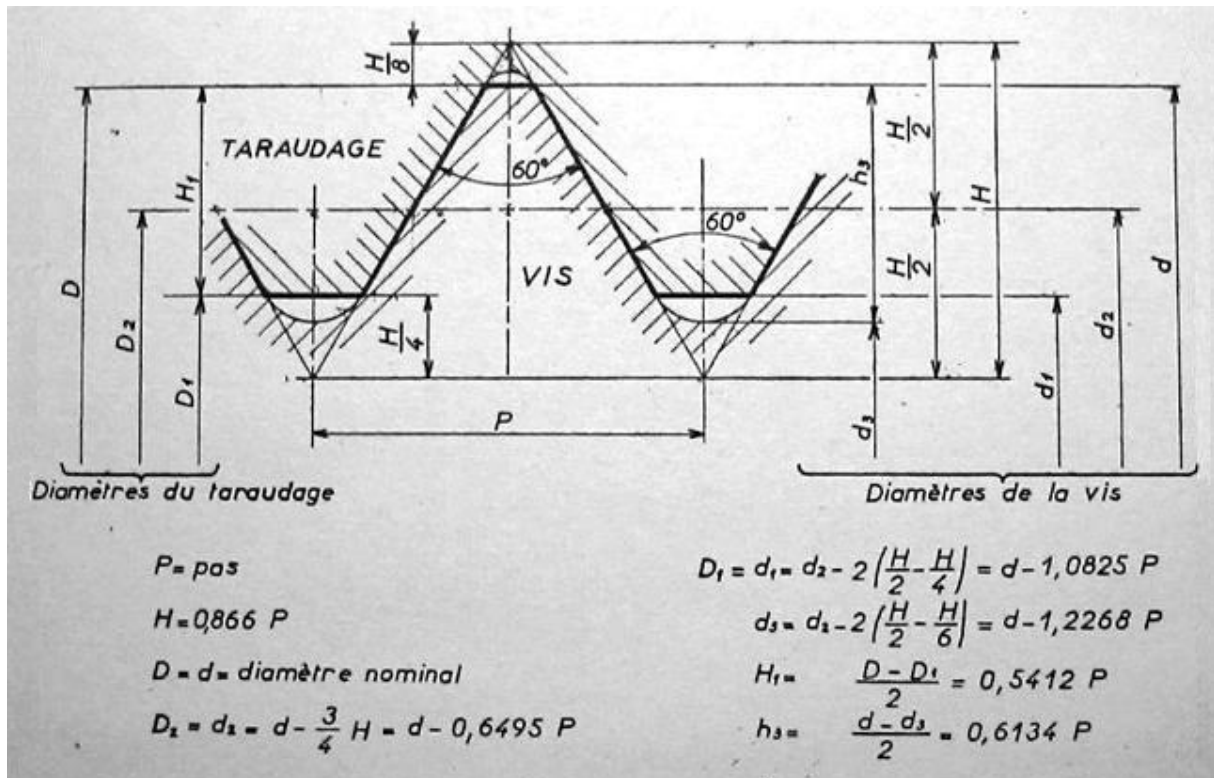 H/8
H/2
H
TARAUDAGE
60°
H₁
h₃
60°
D
D₂
VIS
H/2
d
d₂
H/4
D₁
d₁
P
d₃
Diamètres du taraudage
Diamètres de la vis
P = pas
H = 0,866 P
D = d = diamètre nominal
D₂ = d₂ = d - 3/4 H = d - 0,6495 P
D₁ = d₁ = d₂ - 2 (H/2 - H/4) = d - 1,0825 P
d₃ = d₂ - 2 (H/2 - H/6) = d - 1,2268 P
H₁ = (D - D₁)/2 = 0,5412 P
h₃ = (d - d₃)/2 = 0,6134 P